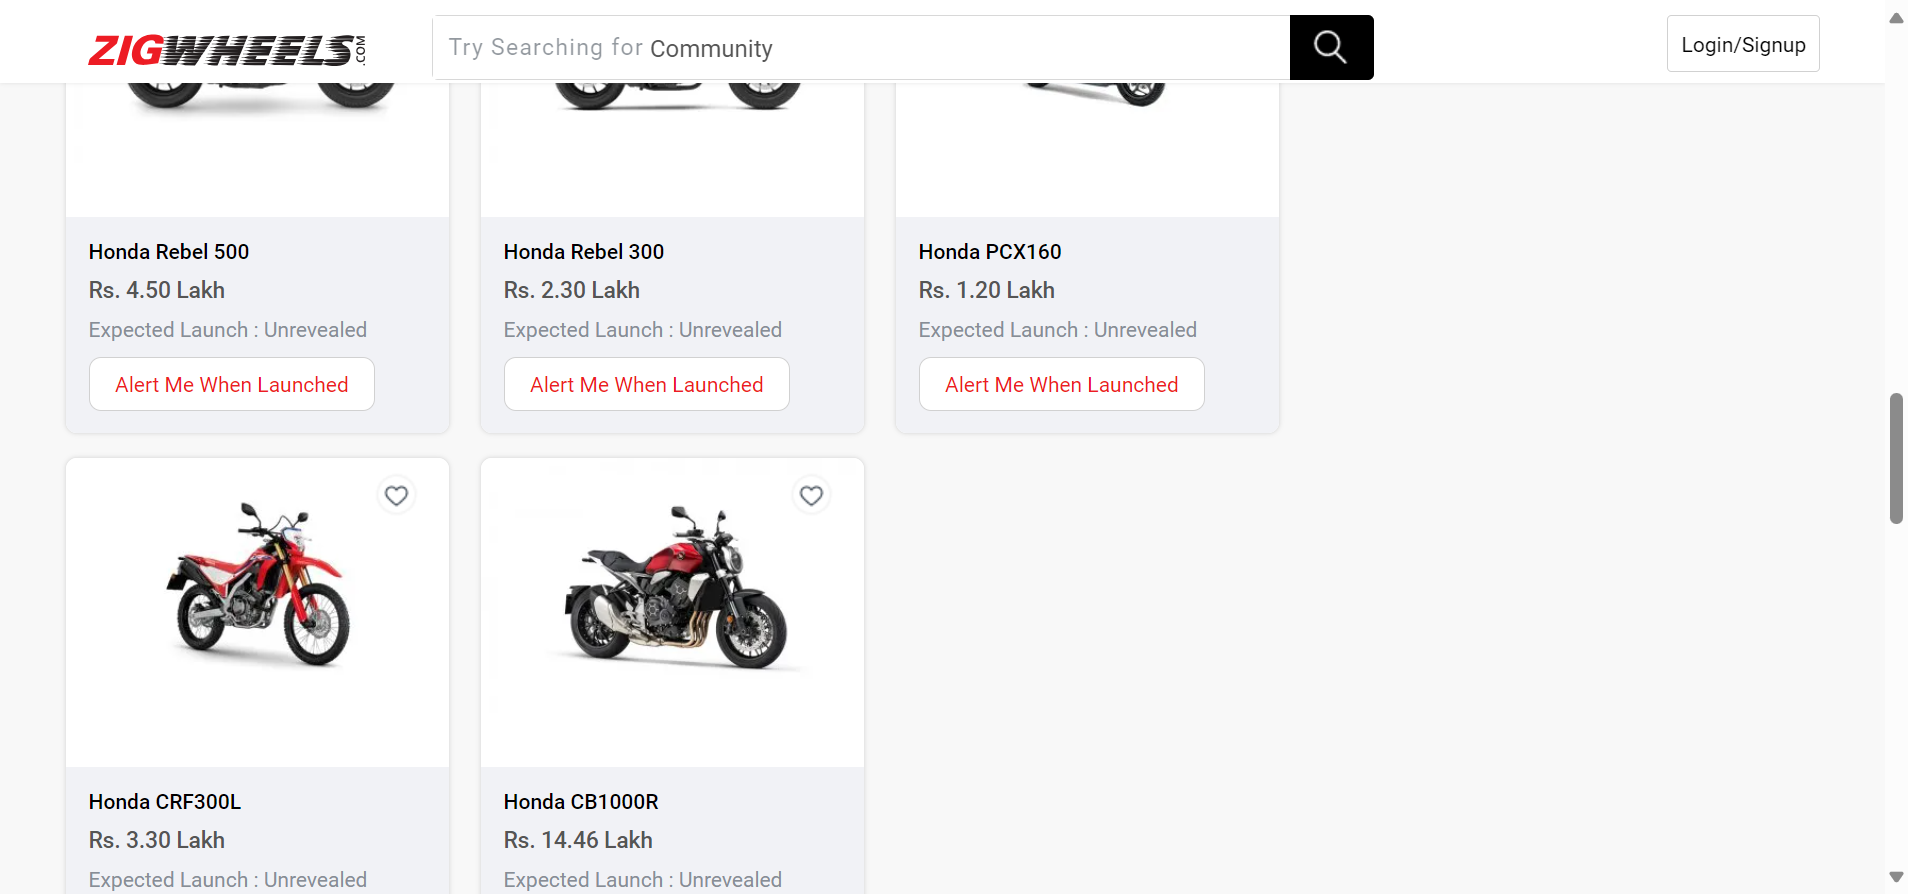 ZIGWHEELS.COM
Try Searching for Community
Login/Signup
Honda Rebel 500
Rs. 4.50 Lakh
Expected Launch : Unrevealed
Alert Me When Launched
Honda Rebel 300
Rs. 2.30 Lakh
Expected Launch : Unrevealed
Alert Me When Launched
Honda PCX160
Rs. 1.20 Lakh
Expected Launch : Unrevealed
Alert Me When Launched
Honda CRF300L
Rs. 3.30 Lakh
Expected Launch : Unrevealed
Honda CB1000R
Rs. 14.46 Lakh
Expected Launch : Unrevealed